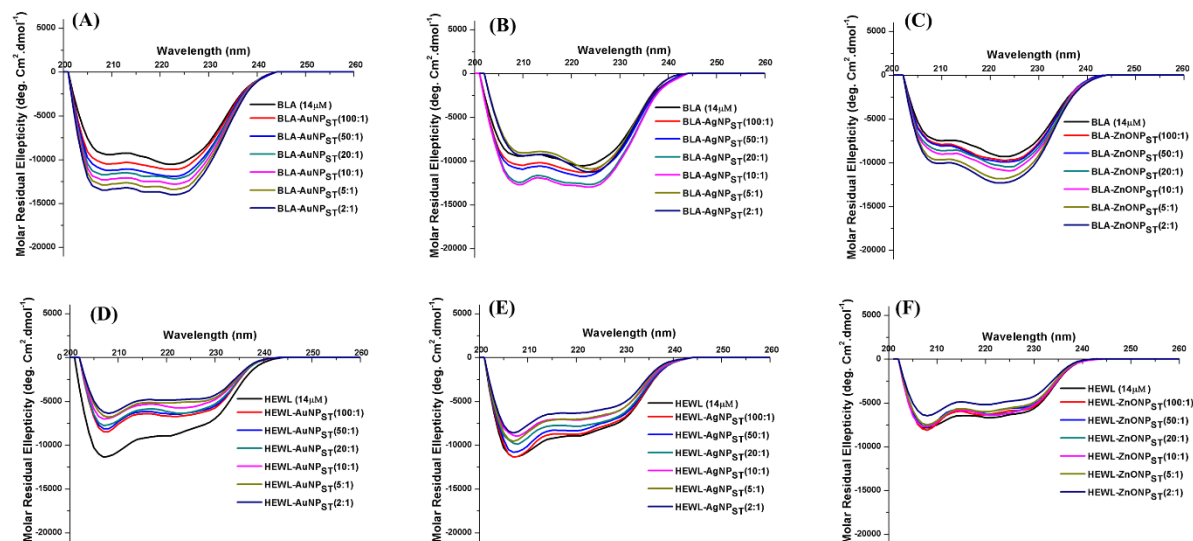 (A)
Wavelength (nm)
200 210 220 230 240 250 260
5000
0
-5000
-10000
-15000
-20000
Molar Residual Ellepticity (deg. Cm².dmol⁻¹)
BLA (14μM)
BLA-AuNPST(100:1)
BLA-AuNPST(50:1)
BLA-AuNPST(20:1)
BLA-AuNPST(10:1)
BLA-AuNPST(5:1)
BLA-AuNPST(2:1)
(B)
Wavelength (nm)
200 210 220 230 240 250 260
5000
0
-5000
-10000
-15000
-20000
Molar Residual Ellepticity (deg. Cm².dmol⁻¹)
BLA (14μM)
BLA-AgNPST(100:1)
BLA-AgNPST(50:1)
BLA-AgNPST(20:1)
BLA-AgNPST(10:1)
BLA-AgNPST(5:1)
BLA-AgNPST(2:1)
(C)
Wavelength (nm)
200 210 220 230 240 250 260
5000
0
-5000
-10000
-15000
-20000
Molar Residual Ellepticity (deg. Cm².dmol⁻¹)
BLA (14μM)
BLA-ZnONPST(100:1)
BLA-ZnONPST(50:1)
BLA-ZnONPST(20:1)
BLA-ZnONPST(10:1)
BLA-ZnONPST(5:1)
BLA-ZnONPST(2:1)
(D)
Wavelength (nm)
200 210 220 230 240 250 260
5000
0
-5000
-10000
-15000
-20000
Molar Residual Ellepticity (deg. Cm².dmol⁻¹)
HEWL (14μM)
HEWL-AuNPST(100:1)
HEWL-AuNPST(50:1)
HEWL-AuNPST(20:1)
HEWL-AuNPST(10:1)
HEWL-AuNPST(5:1)
HEWL-AuNPST(2:1)
(E)
Wavelength (nm)
200 210 220 230 240 250 260
5000
0
-5000
-10000
-15000
-20000
Molar Residual Ellepticity (deg. Cm².dmol⁻¹)
HEWL (14μM)
HEWL-AgNPST(100:1)
HEWL-AgNPST(50:1)
HEWL-AgNPST(20:1)
HEWL-AgNPST(10:1)
HEWL-AgNPST(5:1)
HEWL-AgNPST(2:1)
(F)
Wavelength (nm)
200 210 220 230 240 250 260
5000
0
-5000
-10000
-15000
-20000
Molar Residual Ellepticity (deg. Cm².dmol⁻¹)
HEWL (14μM)
HEWL-ZnONPST(100:1)
HEWL-ZnONPST(50:1)
HEWL-ZnONPST(20:1)
HEWL-ZnONPST(10:1)
HEWL-ZnONPST(5:1)
HEWL-ZnONPST(2:1)